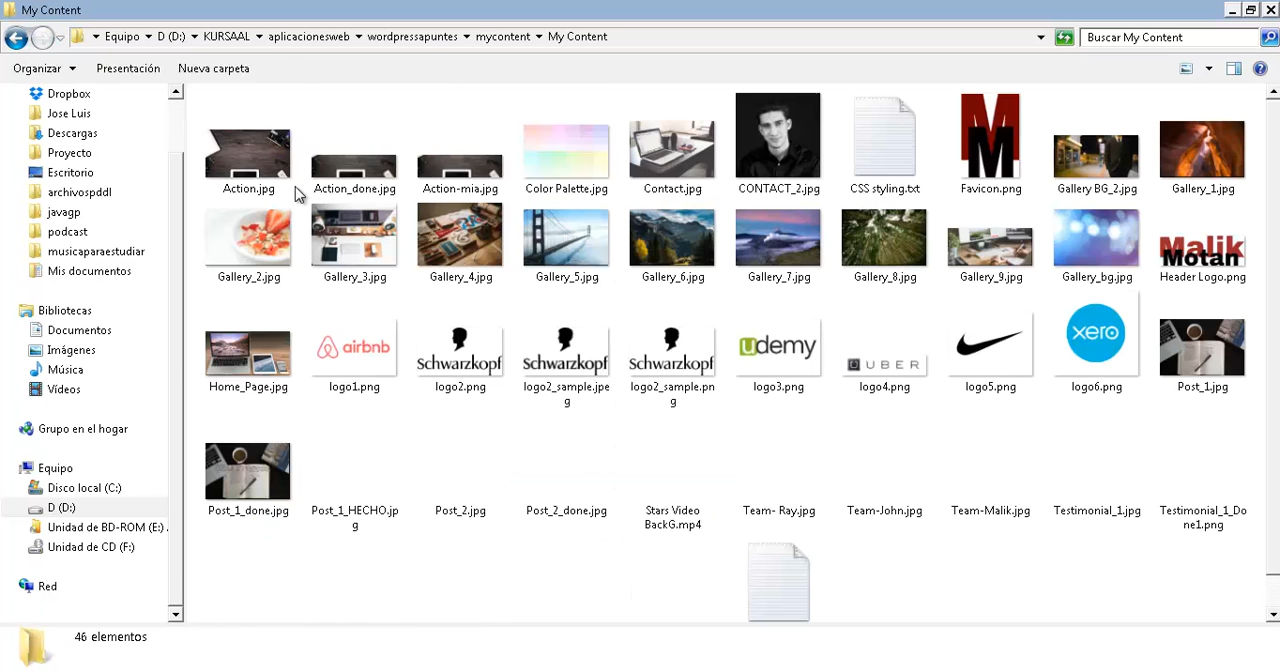 My Content
Equipo D (D:) KURSAAL aplicacionesweb wordpressapuntes mycontent My Content
Buscar My Content
Organizar Presentación Nueva carpeta
Dropbox
Jose Luis
Descargas
Proyecto
Escritorio
archivospddl
javagp
podcast
musicaparaestudiar
Mis documentos
Bibliotecas
Documentos
Imágenes
Música
Vídeos
Grupo en el hogar
Equipo
Disco local (C:)
D (D:)
Unidad de BD-ROM (E:)
Unidad de CD (F:)
Red
M
Action.jpg Action_done.jpg Action-mia.jpg Color Palette.jpg Contact.jpg CONTACT_2.jpg CSS styling.txt Favicon.png Gallery BG_2.jpg Gallery_1.jpg
Malik
Motan
Gallery_2.jpg Gallery_3.jpg Gallery_4.jpg Gallery_5.jpg Gallery_6.jpg Gallery_7.jpg Gallery_8.jpg Gallery_9.jpg Gallery_bg.jpg Header Logo.png
airbnb Schwarzkopf Schwarzkopf Schwarzkopf udemy UBER xero
Home_Page.jpg logo1.png logo2.png logo2_sample.jpe logo2_sample.pn logo3.png logo4.png logo5.png logo6.png Post_1.jpg
g g
Post_1_done.jpg Post_1_HECHO.jp Post_2.jpg Post_2_done.jpg Stars Video Team- Ray.jpg Team-John.jpg Team-Malik.jpg Testimonial_1.jpg Testimonial_1_Do
g BackG.mp4 ne1.png
46 elementos